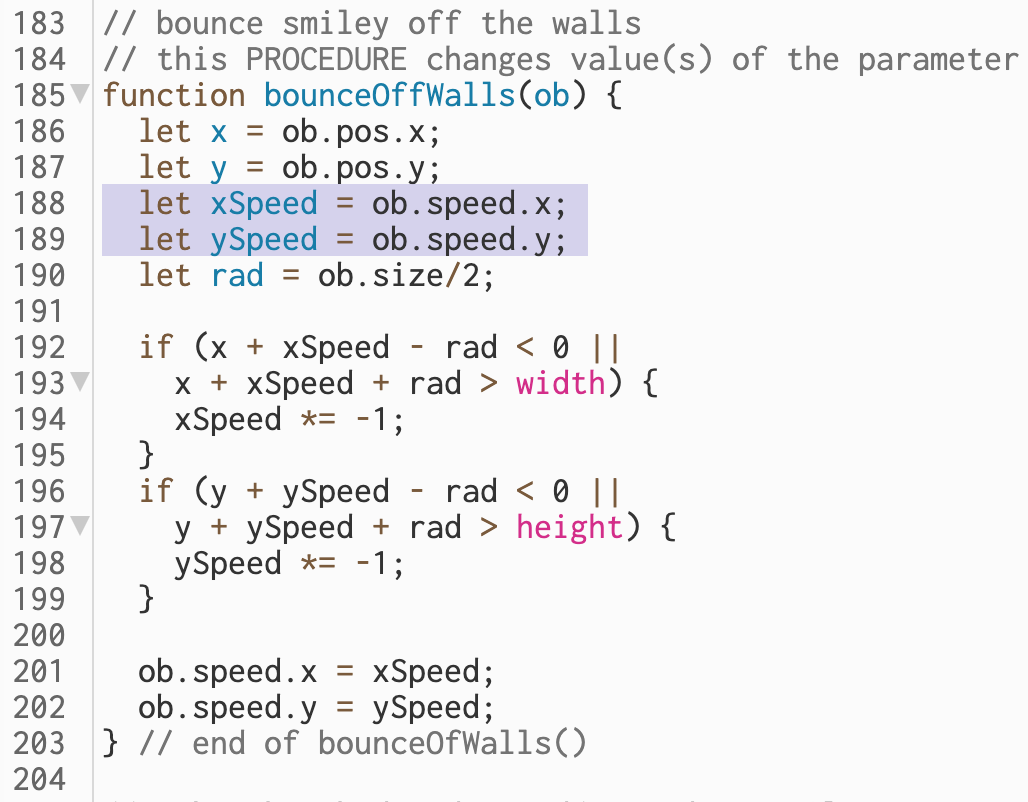 183 // bounce smiley off the walls
184 // this PROCEDURE changes value(s) of the parameter
185 function bounceOffWalls(ob) {
186   let x = ob.pos.x;
187   let y = ob.pos.y;
188   let xSpeed = ob.speed.x;
189   let ySpeed = ob.speed.y;
190   let rad = ob.size/2;
191
192   if (x + xSpeed - rad < 0 ||
193     x + xSpeed + rad > width) {
194     xSpeed *= -1;
195   }
196   if (y + ySpeed - rad < 0 ||
197     y + ySpeed + rad > height) {
198     ySpeed *= -1;
199   }
200
201   ob.speed.x = xSpeed;
202   ob.speed.y = ySpeed;
203 } // end of bounceOfWalls()
204